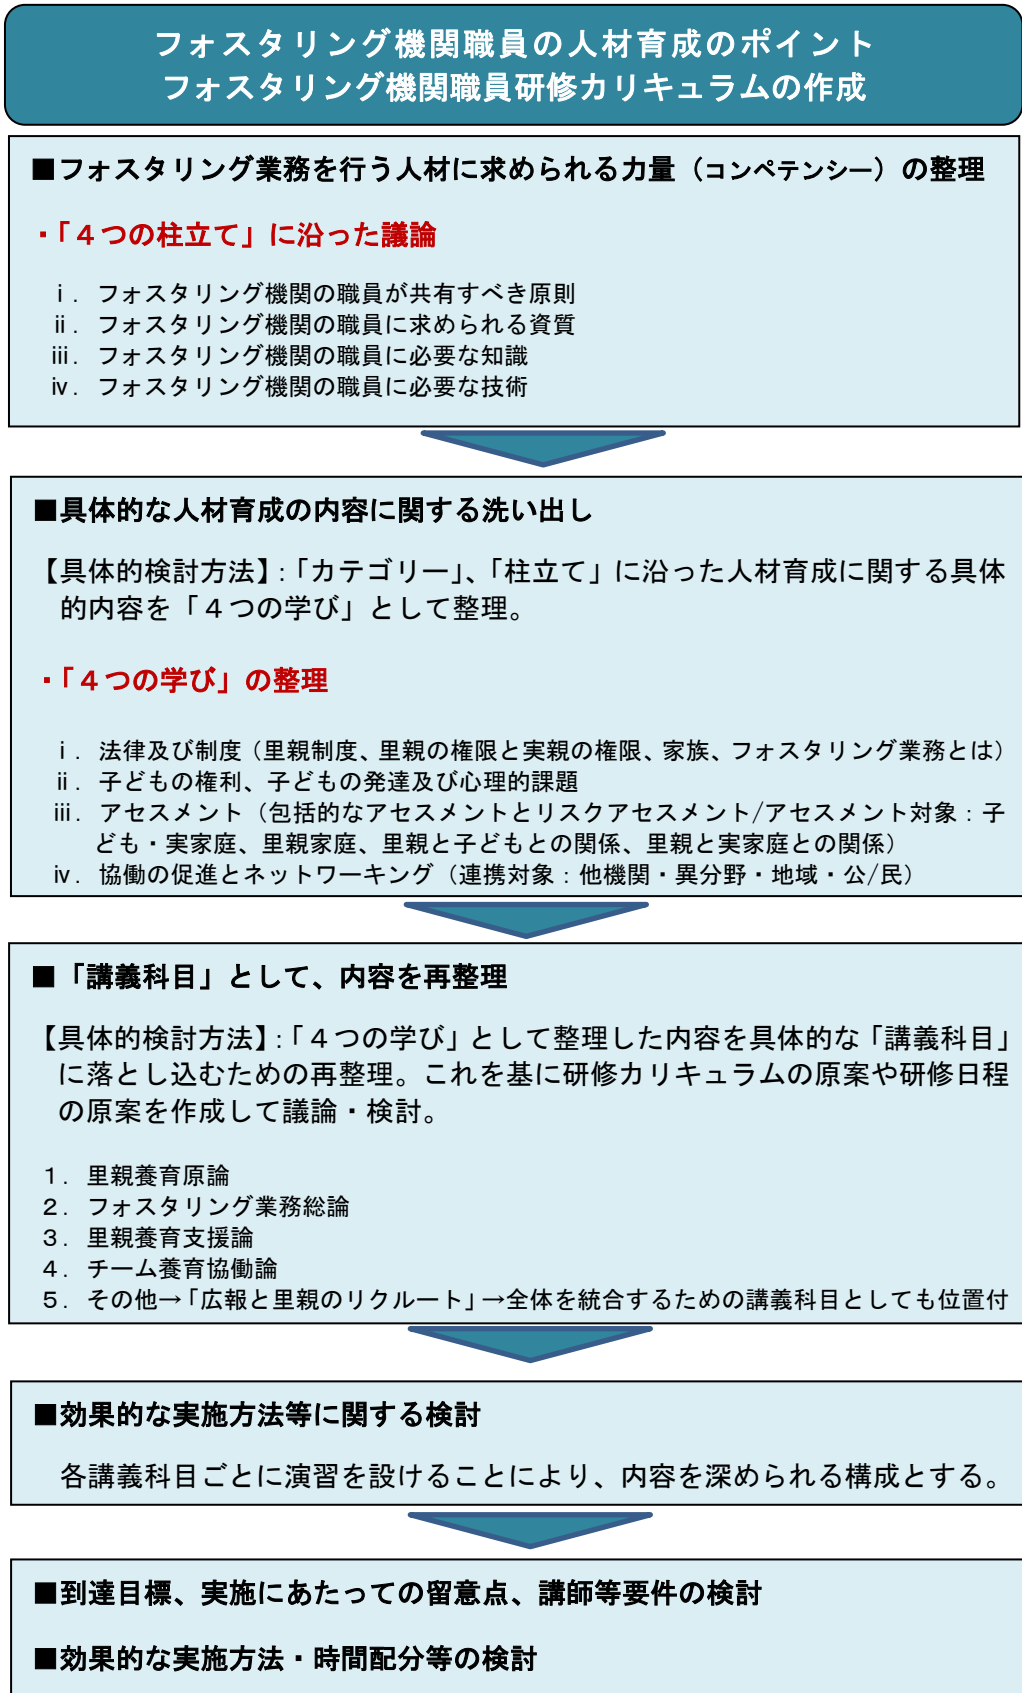 フォスタリング機関職員の人材育成のポイント
フォスタリング機関職員研修カリキュラムの作成
■フォスタリング業務を行う人材に求められる力量（コンペテンシー）の整理
・「４つの柱立て」に沿った議論
ⅰ．フォスタリング機関の職員が共有すべき原則
ⅱ．フォスタリング機関の職員に求められる資質
ⅲ．フォスタリング機関の職員に必要な知識
ⅳ．フォスタリング機関の職員に必要な技術
■具体的な人材育成の内容に関する洗い出し
【具体的検討方法】：「カテゴリー」、「柱立て」に沿った人材育成に関する具体
的内容を「４つの学び」として整理。
・「４つの学び」の整理
ⅰ．法律及び制度（里親制度、里親の権限と実親の権限、家族、フォスタリング業務とは）
ⅱ．子どもの権利、子どもの発達及び心理的課題
ⅲ．アセスメント（包括的なアセスメントとリスクアセスメント/アセスメント対象：子
ども・実家庭、里親家庭、里親と子どもとの関係、里親と実家庭との関係）
ⅳ．協働の促進とネットワーキング（連携対象：他機関・異分野・地域・公/民）
■「講義科目」として、内容を再整理
【具体的検討方法】：「４つの学び」として整理した内容を具体的な「講義科目」
に落とし込むための再整理。これを基に研修カリキュラムの原案や研修日程
の原案を作成して議論・検討。
１．里親養育原論
２．フォスタリング業務総論
３．里親養育支援論
４．チーム養育協働論
５．その他→「広報と里親のリクルート」→全体を統合するための講義科目としても位置付
■効果的な実施方法等に関する検討
各講義科目ごとに演習を設けることにより、内容を深められる構成とする。
■到達目標、実施にあたっての留意点、講師等要件の検討
■効果的な実施方法・時間配分等の検討